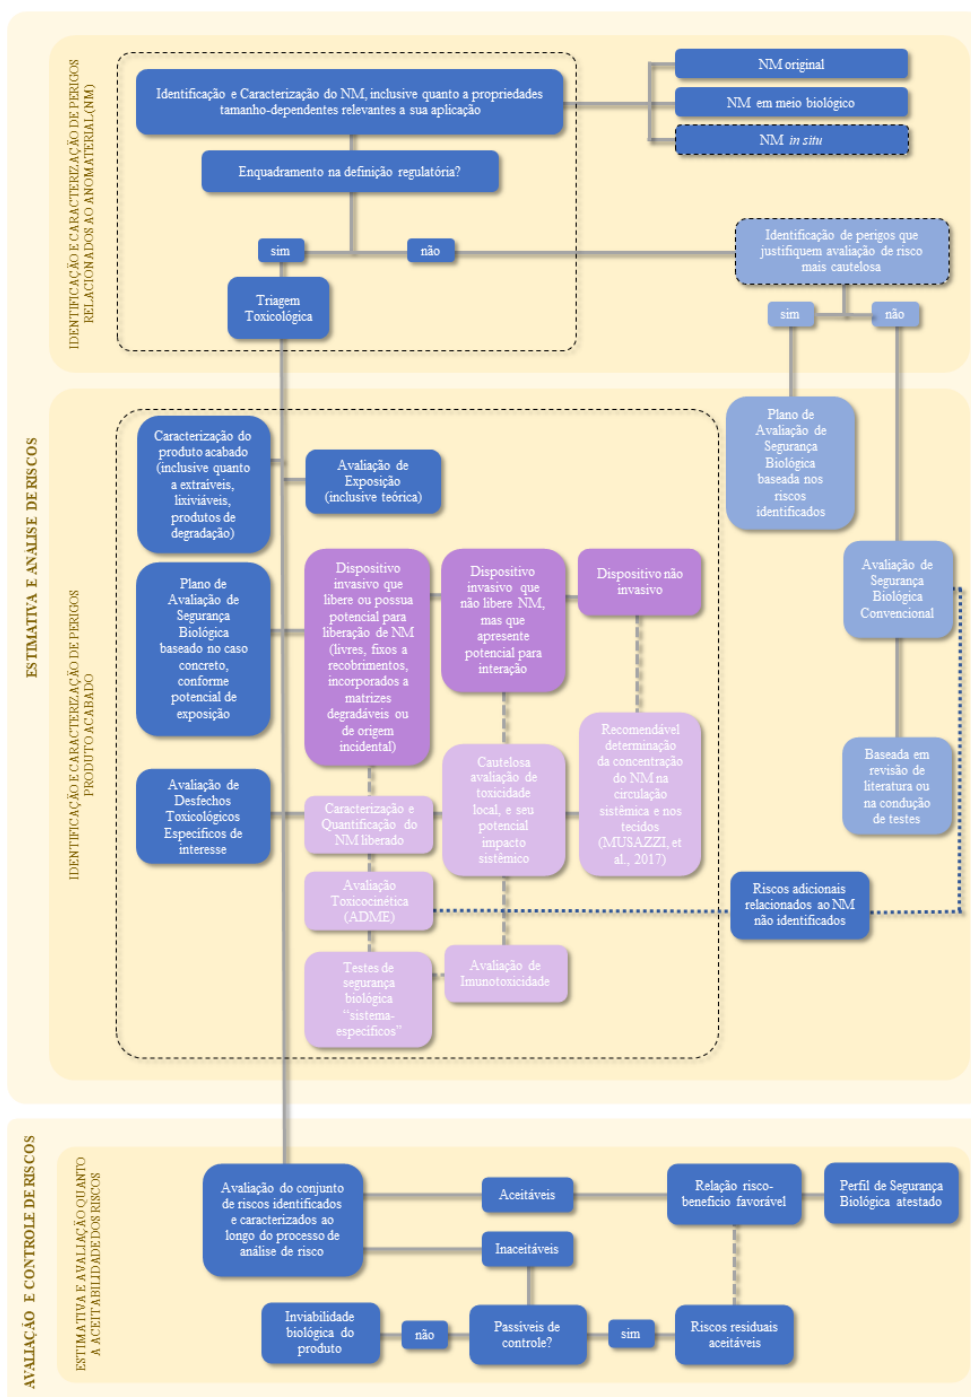 ESTIMATIVA E ANÁLISE DE RISCOS
IDENTIFICAÇÃO E CARACTERIZAÇÃO DE PERIGOS
RELACIONADOS AO ANOMATERIAL(NM)
Identificação e Caracterização do NM, inclusive quanto a propriedades
tamanho-dependentes relevantes a sua aplicação
NM original
NM em meio biológico
NM in situ
Enquadramento na definição regulatória?
sim
não
Triagem
Toxicológica
Identificação de perigos que
justifiquem avaliação de risco
mais cautelosa
sim
não
Plano de
Avaliação de
Segurança
Biológica
baseada nos
riscos
identificados
Avaliação de
Segurança
Biológica
Convencional
Baseada em
revisão de
literatura ou
na condução
de testes
IDENTIFICAÇÃO E CARACTERIZAÇÃO DE PERIGOS
PRODUTO ACABADO
Caracterização do
produto acabado
(inclusive quanto
a extraíveis,
lixiviáveis,
produtos de
degradação)
Avaliação de
Exposição
(inclusive teórica)
Plano de
Avaliação de
Segurança
Biológica
baseado no caso
concreto,
conforme
potencial de
exposição
Dispositivo
invasivo que
libere ou possua
potencial para
liberação de NM
(livres, fixos a
recobrimentos,
incorporados a
matrizes
degradáveis ou
de origem
incidental)
Dispositivo
invasivo que
não libere NM,
mas que
apresente
potencial para
interação
Dispositivo não
invasivo
Avaliação de
Desfechos
Toxicológicos
Específicos de
interesse
Caracterização e
Quantificação do
NM liberado
Cautelosa
avaliação de
toxicidade
local, e seu
potencial
impacto
sistêmico
Recomendável
determinação
da concentração
do NM na
circulação
sistêmica e nos
tecidos
(MUSAZZI, et
al., 2017)
Avaliação
Toxicocinética
(ADME)
Riscos adicionais
relacionados ao NM
não identificados
Testes de
segurança
biológica
“sistema-
específicos”
Avaliação de
Imunotoxicidade
AVALIAÇÃO E CONTROLE DE RISCOS
ESTIMATIVA E AVALIAÇÃO QUANTO
A ACEITABILIDADE DOS RISCOS
Avaliação do conjunto
de riscos identificados
e caracterizados ao
longo do processo de
análise de risco
Aceitáveis
Relação risco-
benefício favorável
Perfil de Segurança
Biológica atestado
Inaceitáveis
Inviabilidade
biológica do
produto
não
Passíveis de
controle?
sim
Riscos residuais
aceitáveis